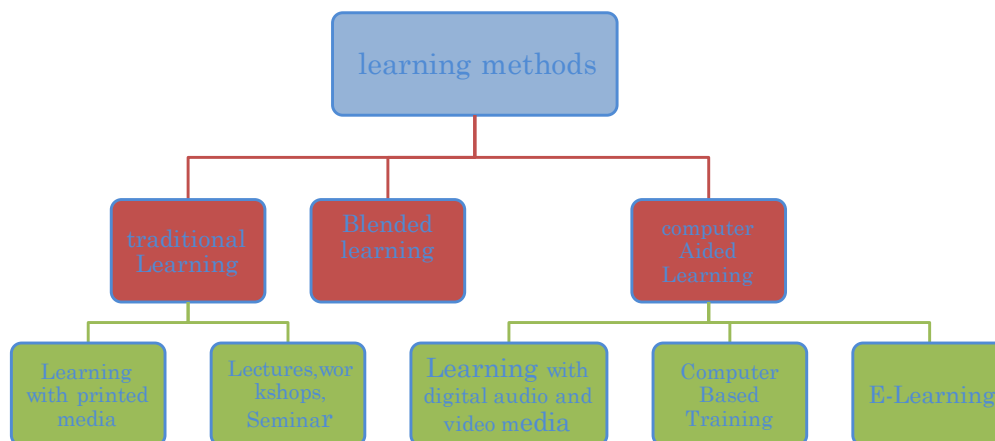 learning methods
traditional
Learning
Blended
learning
computer
Aided
Learning
Learning
with printed
media
Lectures,wor
kshops,
Seminar
Learning with
digital audio and
video media
Computer
Based
Training
E-Learning